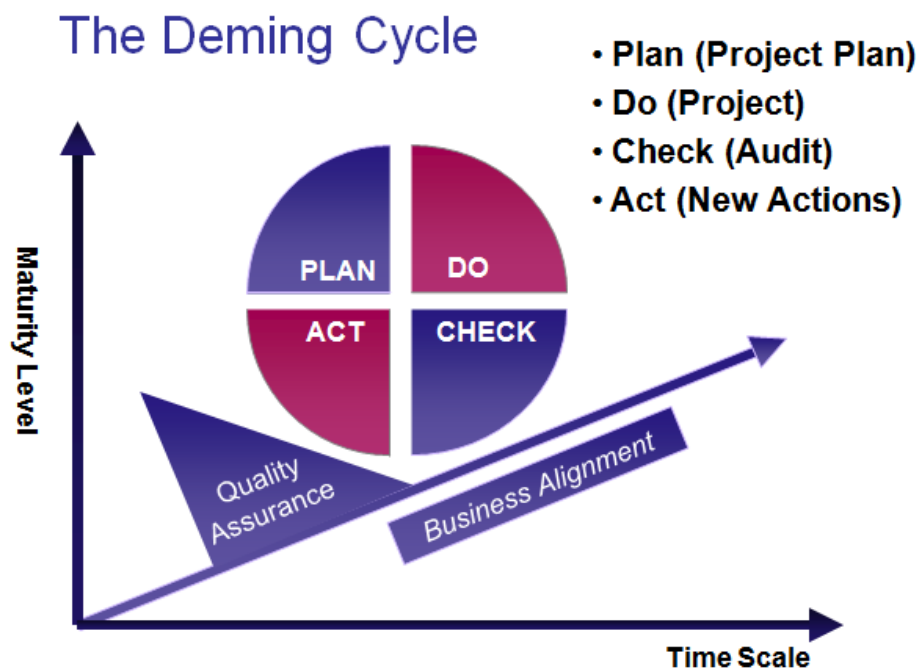 The Deming Cycle
• Plan (Project Plan)
• Do (Project)
• Check (Audit)
• Act (New Actions)
Maturity Level
PLAN
DO
ACT
CHECK
Quality
Assurance
Business Alignment
Time Scale